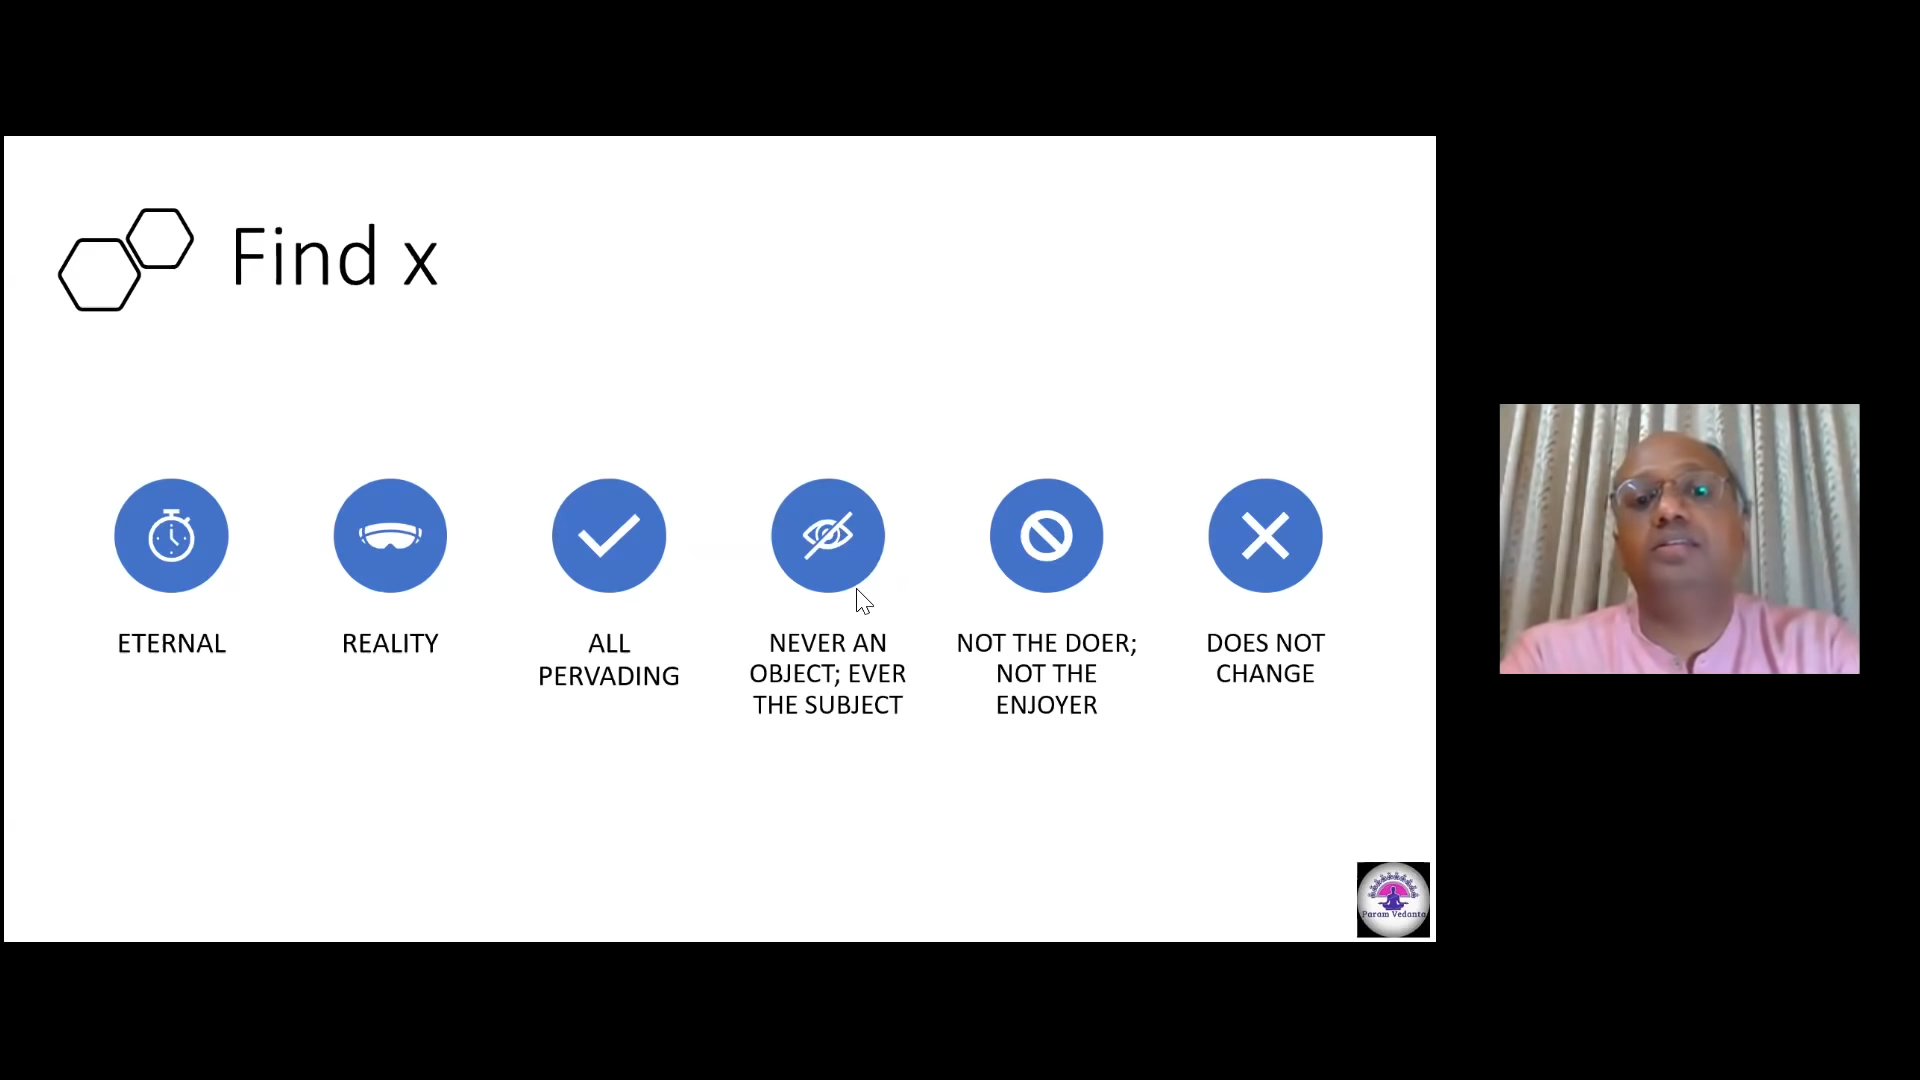 Find x
ETERNAL
REALITY
ALL
PERVADING
NEVER AN
OBJECT; EVER
THE SUBJECT
NOT THE DOER;
NOT THE
ENJOYER
DOES NOT
CHANGE
Param Vedanta